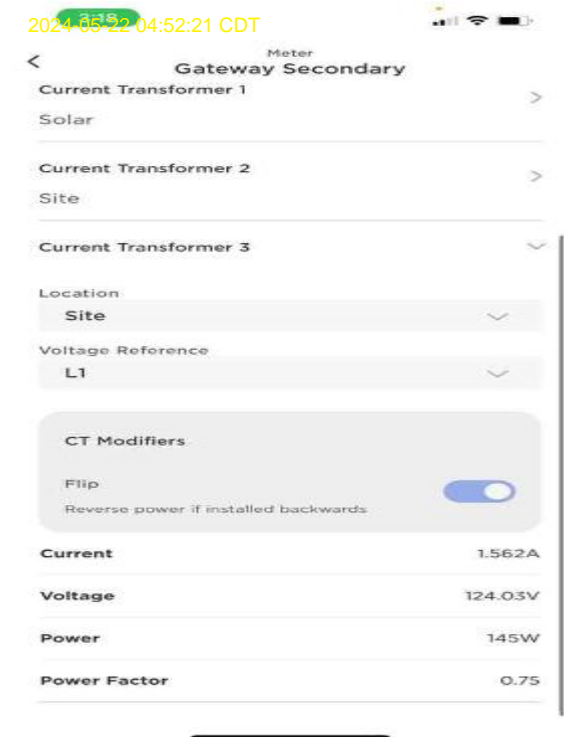 2024-05-22 04:52:21 CDT
Meter
Gateway Secondary
Current Transformer 1
Solar
Current Transformer 2
Site
Current Transformer 3
Location
Site
Voltage Reference
L1
CT Modifiers
Flip
Reverse power if installed backwards
Current 1.562A
Voltage 124.03V
Power 145W
Power Factor 0.75